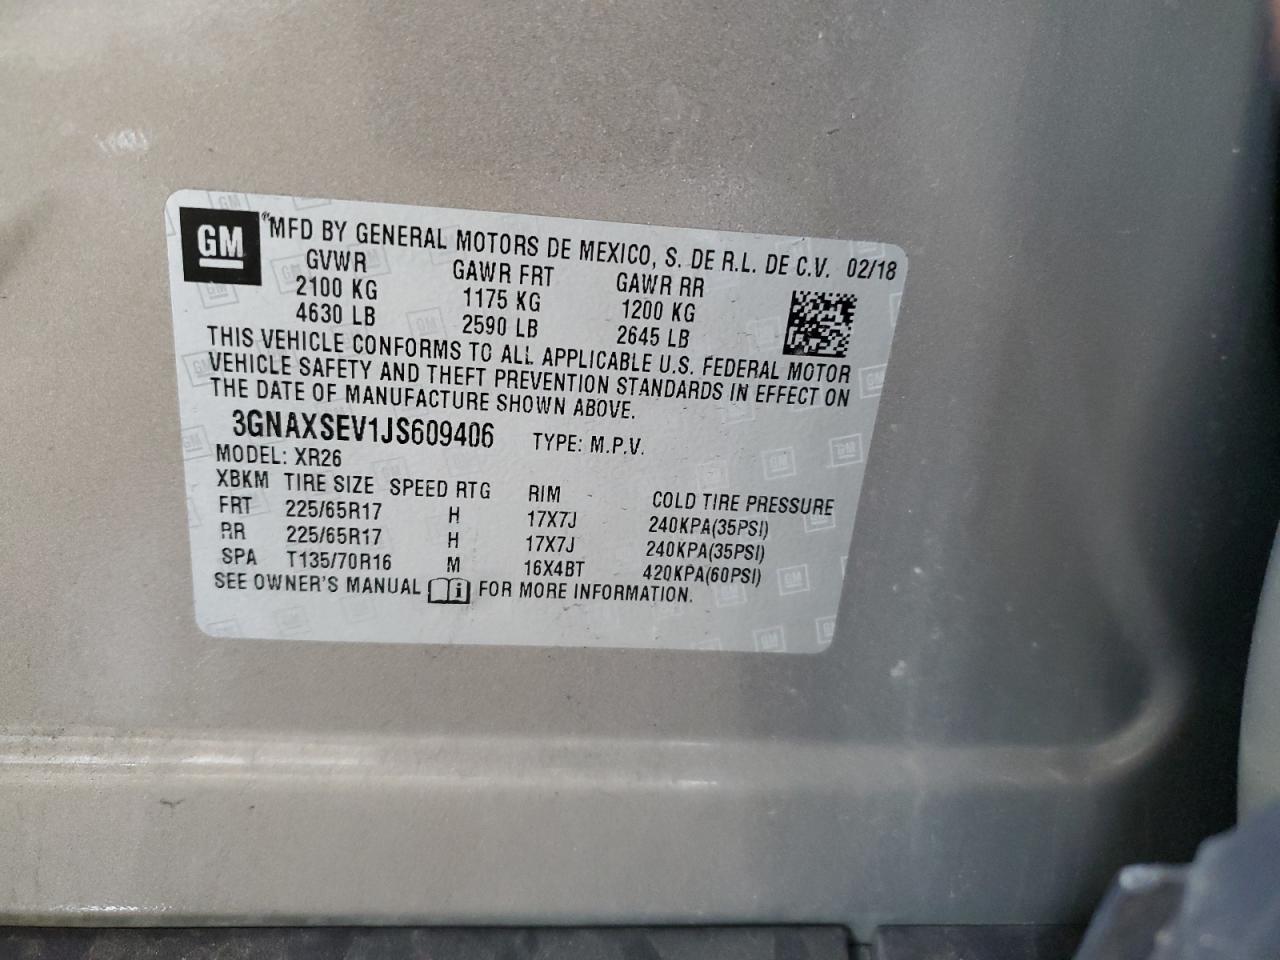 GM ® MFD BY GENERAL MOTORS DE MEXICO, S. DE R.L. DE C.V. 02/18
GVWR GAWR FRT GAWR RR
2100 KG 1175 KG 1200 KG
4630 LB 2590 LB 2645 LB
THIS VEHICLE CONFORMS TO ALL APPLICABLE U.S. FEDERAL MOTOR
VEHICLE SAFETY AND THEFT PREVENTION STANDARDS IN EFFECT ON
THE DATE OF MANUFACTURE SHOWN ABOVE.
3GNAXSEV1JS609406 TYPE: M.P.V.
MODEL: XR26
XBKM TIRE SIZE SPEED RTG RIM COLD TIRE PRESSURE
FRT 225/65R17 H 17X7J 240KPA(35PSI)
RR 225/65R17 H 17X7J 240KPA(35PSI)
SPA T135/70R16 M 16X4BT 420KPA(60PSI)
SEE OWNER'S MANUAL i FOR MORE INFORMATION.